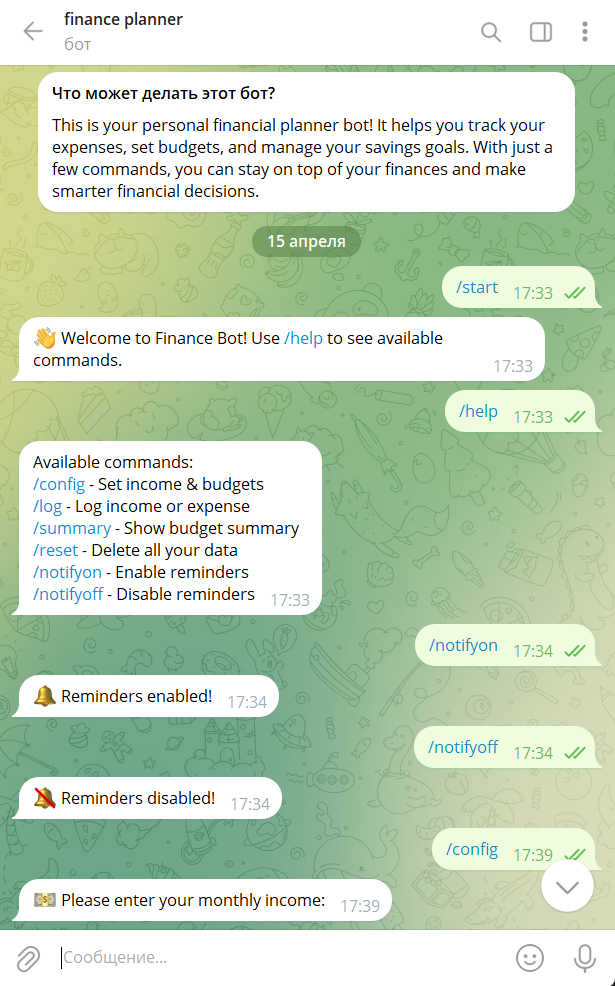 finance planner
бот
Что может делать этот бот?
This is your personal financial planner bot! It helps you track your
expenses, set budgets, and manage your savings goals. With just a
few commands, you can stay on top of your finances and make
smarter financial decisions.
15 апреля
/start 17:33
👋 Welcome to Finance Bot! Use /help to see available
commands. 17:33
/help 17:33
Available commands:
/config - Set income & budgets
/log - Log income or expense
/summary - Show budget summary
/reset - Delete all your data
/notifyon - Enable reminders
/notifyoff - Disable reminders 17:33
/notifyon 17:34
🔔 Reminders enabled! 17:34
/notifyoff 17:34
🔕 Reminders disabled! 17:34
/config 17:39
💵 Please enter your monthly income: 17:39
Сообщение...